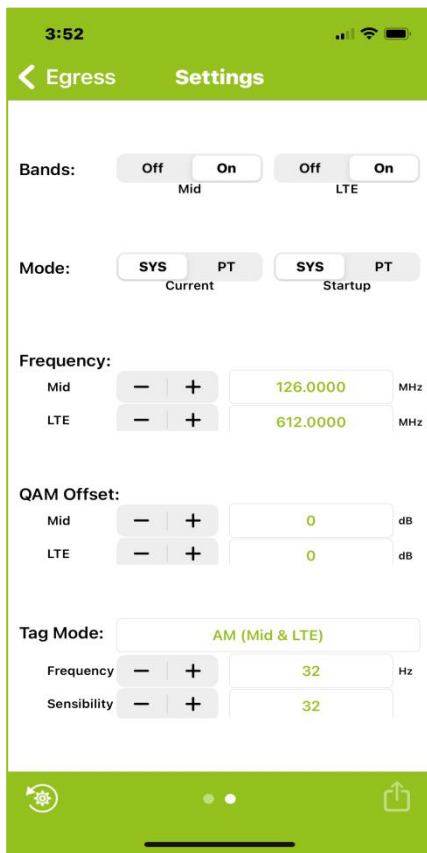 3:52
Egress Settings
Bands: Off On Off On
Mid LTE
Mode: SYS PT SYS PT
Current Startup
Frequency:
Mid − + 126.0000 MHz
LTE − + 612.0000 MHz
QAM Offset:
Mid − + 0 dB
LTE − + 0 dB
Tag Mode: AM (Mid & LTE)
Frequency − + 32 Hz
Sensibility − + 32